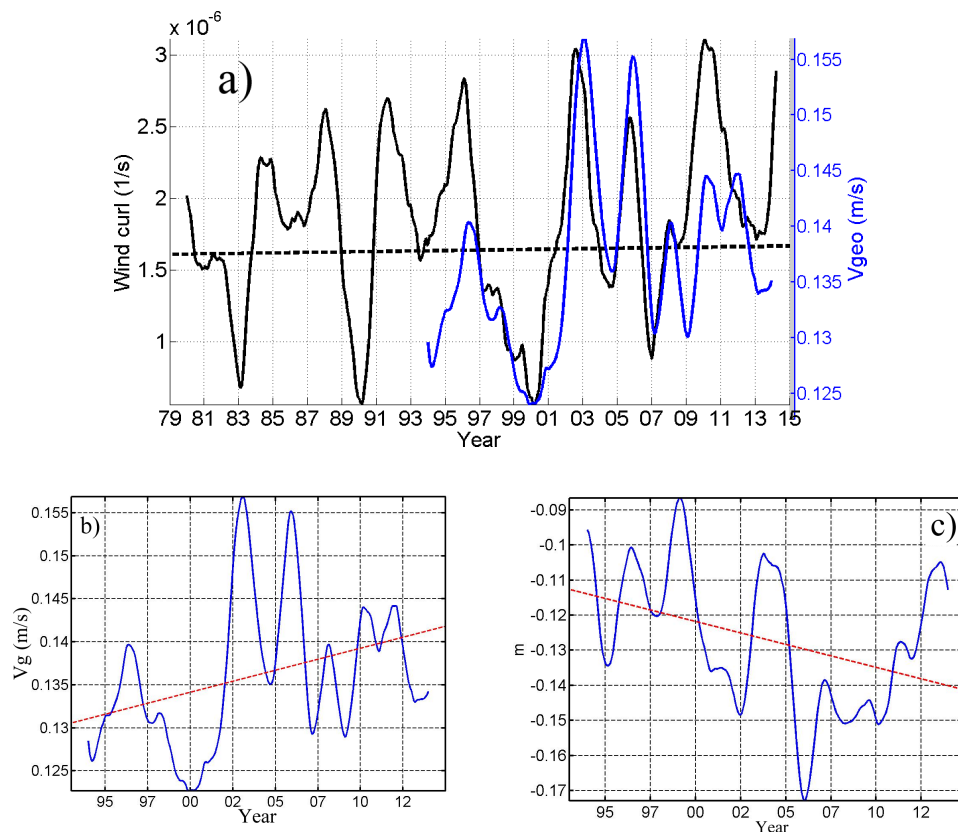 x 10^-6
a)
3
2.5
2
1.5
1
Wind curl (1/s)
0.155
0.15
0.145
0.14
0.135
0.13
0.125
Vgeo (m/s)
79 81 83 85 87 89 91 93 95 97 99 01 03 05 07 09 11 13 15
Year
b)
0.155
0.15
0.145
0.14
0.135
0.13
0.125
Vg (m/s)
95 97 00 02 05 07 10 12
Year
c)
-0.09
-0.1
-0.11
-0.12
-0.13
-0.14
-0.15
-0.16
-0.17
m
95 97 00 02 05 07 10 12
Year